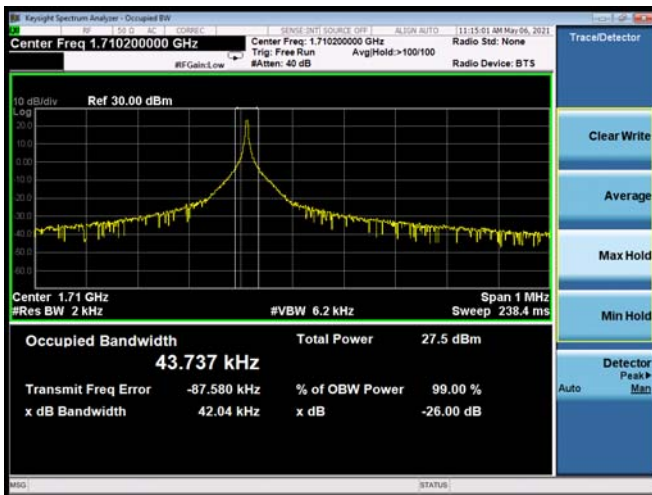 Keysight Spectrum Analyzer - Occupied BW
RF 50 Ω AC CORREC SENSE:INT SOURCE OFF ALIGN AUTO 11:15:01 AM May 06, 2021
Center Freq 1.710200000 GHz
Center Freq: 1.710200000 GHz
Radio Std: None
Trig: Free Run Avg|Hold:>100/100
#IFGain:Low
#Atten: 40 dB
Radio Device: BTS
Trace/Detector
10 dB/div Ref 30.00 dBm
Log
20.0
10.0
0.00
-10.0
-20.0
-30.0
-40.0
-50.0
-60.0
Center 1.71 GHz
Span 1 MHz
#Res BW 2 kHz
#VBW 6.2 kHz
Sweep 238.4 ms
Clear Write
Average
Max Hold
Min Hold
Detector
Peak▶
Auto Man
Occupied Bandwidth
43.737 kHz
Total Power 27.5 dBm
Transmit Freq Error -87.580 kHz
% of OBW Power 99.00 %
x dB Bandwidth 42.04 kHz
x dB -26.00 dB
MSG
STATUS